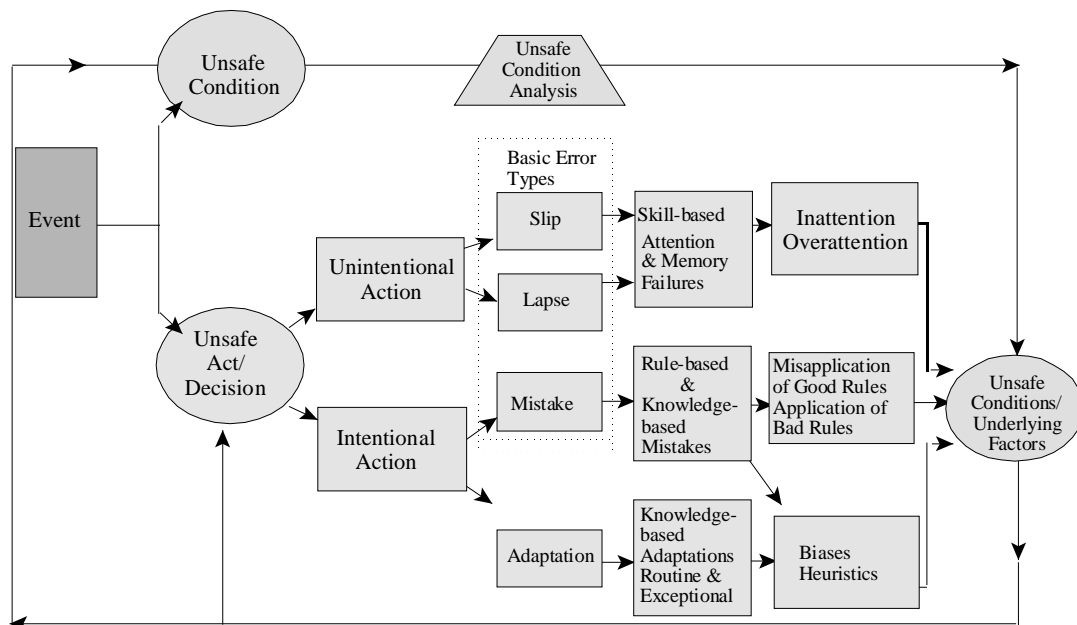 Unsafe
Condition
Unsafe
Condition
Analysis
Event
Basic Error
Types
Slip
Skill-based
Attention
& Memory
Failures
Inattention
Overattention
Unintentional
Action
Lapse
Unsafe
Act/
Decision
Intentional
Action
Mistake
Rule-based
&
Knowledge-
based
Mistakes
Misapplication
of Good Rules
Application of
Bad Rules
Unsafe
Conditions/
Underlying
Factors
Adaptation
Knowledge-
based
Adaptations
Routine &
Exceptional
Biases
Heuristics